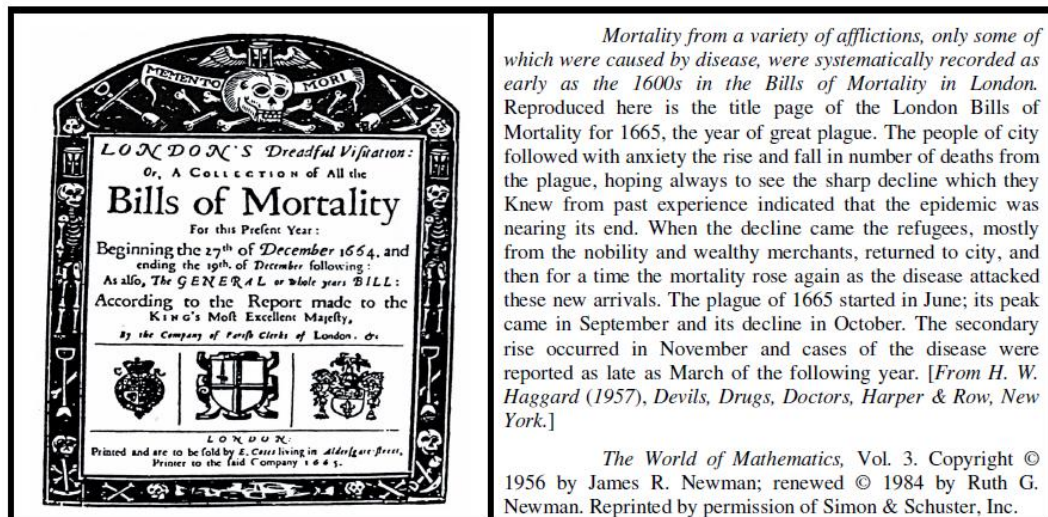 MEMENTO MORI
LONDON'S Dreadful Visitation:
Or, A COLLECTION of All the
Bills of Mortality
For this Present Year:
Beginning the 27th of December 1664. and
ending the 19th. of December following:
As also, The GENERAL or whole years BILL:
According to the Report made to the
KING'S Most Excellent Majesty,
By the Company of Parish Clerks of London. &c
LONDON:
Printed and are to be sold by E. Cotes living in Aldersgate-street,
Printer to the said Company 1665.
Mortality from a variety of afflictions, only some of
which were caused by disease, were systematically recorded as
early as the 1600s in the Bills of Mortality in London.
Reproduced here is the title page of the London Bills of
Mortality for 1665, the year of great plague. The people of city
followed with anxiety the rise and fall in number of deaths from
the plague, hoping always to see the sharp decline which they
Knew from past experience indicated that the epidemic was
nearing its end. When the decline came the refugees, mostly
from the nobility and wealthy merchants, returned to city, and
then for a time the mortality rose again as the disease attacked
these new arrivals. The plague of 1665 started in June; its peak
came in September and its decline in October. The secondary
rise occurred in November and cases of the disease were
reported as late as March of the following year. [From H. W.
Haggard (1957), Devils, Drugs, Doctors, Harper & Row, New
York.]
The World of Mathematics, Vol. 3. Copyright ©
1956 by James R. Newman; renewed © 1984 by Ruth G.
Newman. Reprinted by permission of Simon & Schuster, Inc.